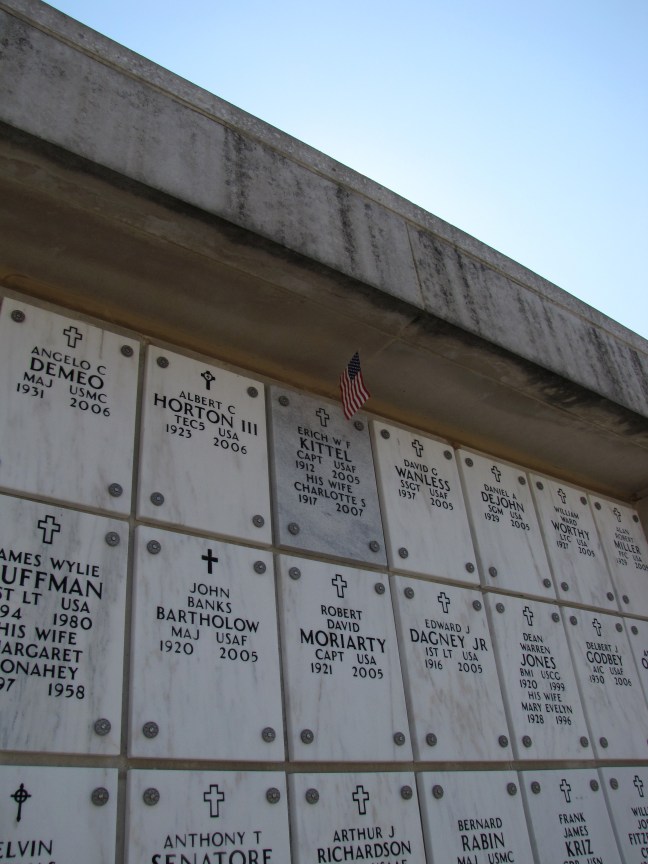 ANGELO C
DEMEO
MAJ USMC
1931 2006
ALBERT C
HORTON III
TEC5 USA
1923 2006
ERICH W F
KITTEL
CAPT USAF
1912 2005
HIS WIFE
CHARLOTTE S
1917 2007
DAVID C
WANLESS
SSGT USAF
1937 2005
DANIEL A
DEJOHN
SGM USA
1929 2005
WILLIAM
WARD
WORTHY
LTC USA
1927 2005
ALAN
ROBERT
MILLER
USA
AMES WYLIE
UFFMAN
ST LT USA
94 1980
HIS WIFE
ARGARET
ONAHEY
97 1958
JOHN
BANKS
BARTHOLOW
MAJ USAF
1920 2005
ROBERT
DAVID
MORIARTY
CAPT USA
1921 2005
EDWARD J
DAGNEY JR
1ST LT USA
1916 2005
DEAN
WARREN
JONES
BM1 USCG
1920 1999
HIS WIFE
MARY EVELYN
1928 1996
DELBERT J
GODBEY
A1C USAF
1930 2006
ELVIN
ANTHONY T
SENATORE
ARTHUR J
RICHARDSON
BERNARD
RABIN
MAJ USMC
FRANK
JAMES
KRIZ